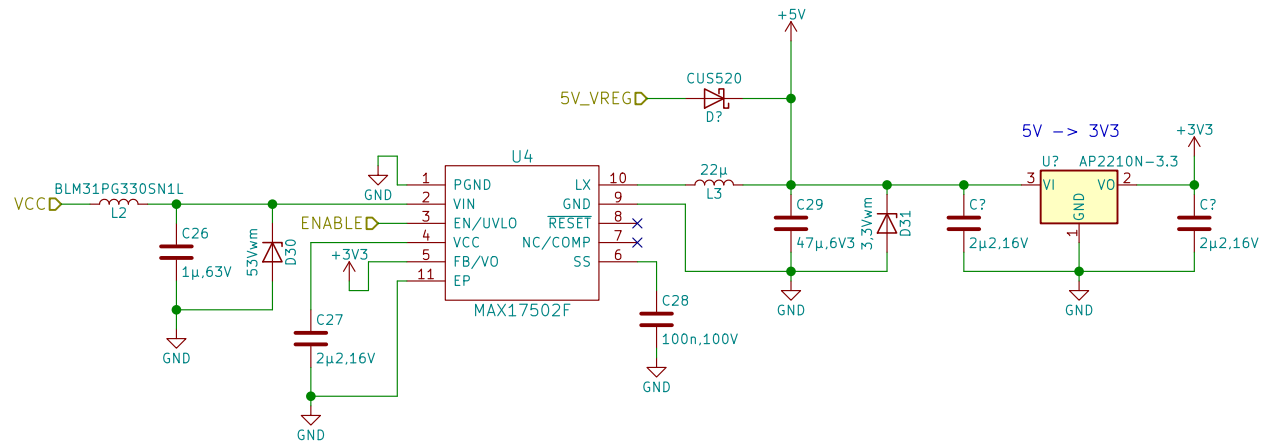 +5V
CUS520
5V_VREG
D?
5V -> 3V3
+3V3
U4
22µ
U? AP2210N-3.3
BLM31PG330SN1L
GND
1 PGND LX 10
L3
3 VI VO 2
VCC
L2
2 VIN GND 9
GND
ENABLE
3 EN/UVLO RESET 8
C26
53Vwm
D30
1µ,63V
4 VCC NC/COMP 7
+3V3
5 FB/VO SS 6
11 EP
MAX17502F
C29
47µ,6V3
3,3Vwm
D31
C?
2µ2,16V
1
C?
2µ2,16V
GND
GND
C28
100n,100V
C27
2µ2,16V
GND
GND
GND